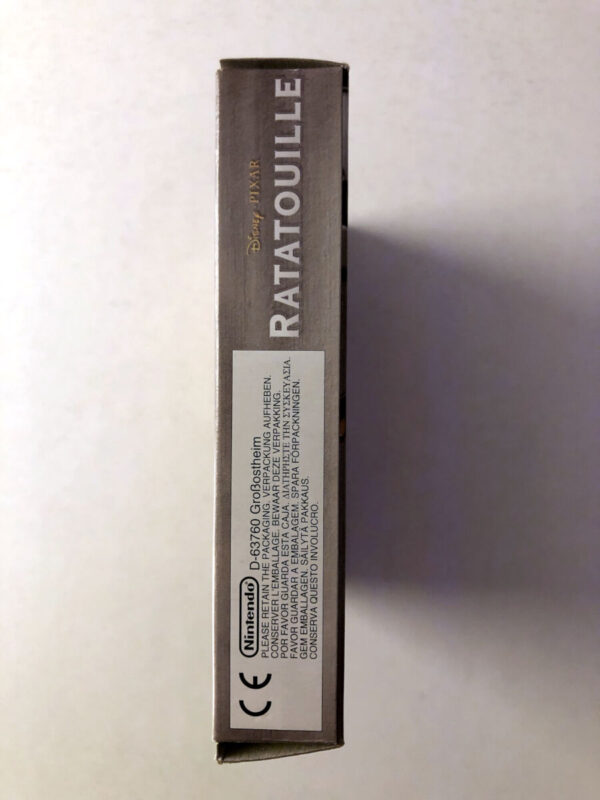 Disney · PIXAR
RATATOUILLE
CE
Nintendo D-63760 Großostheim
PLEASE RETAIN THE PACKAGING. VERPACKUNG AUFHEBEN.
CONSERVER L'EMBALLAGE. BEWAAR DEZE VERPAKKING.
POR FAVOR GUARDA ESTA CAJA. ΔΙΑΤΗΡΗΣΤΕ ΤΗΝ ΣΥΣΚΕΥΑΣΙΑ.
FAVOR GUARDAR A EMBALAGEM. SPARA FÖRPACKNINGEN.
GEM EMBALLAGEN. SÄILYTÄ PAKKAUS.
CONSERVA QUESTO INVOLUCRO.